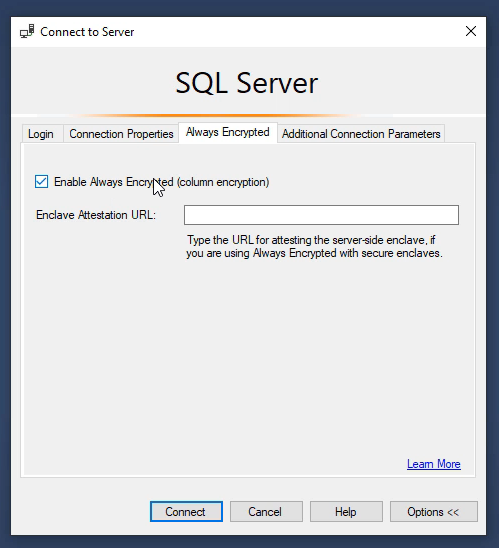 Connect to Server
SQL Server
Login
Connection Properties
Always Encrypted
Additional Connection Parameters
Enable Always Encrypted (column encryption)
Enclave Attestation URL:
Type the URL for attesting the server-side enclave, if
you are using Always Encrypted with secure enclaves.
Learn More
Connect
Cancel
Help
Options <<